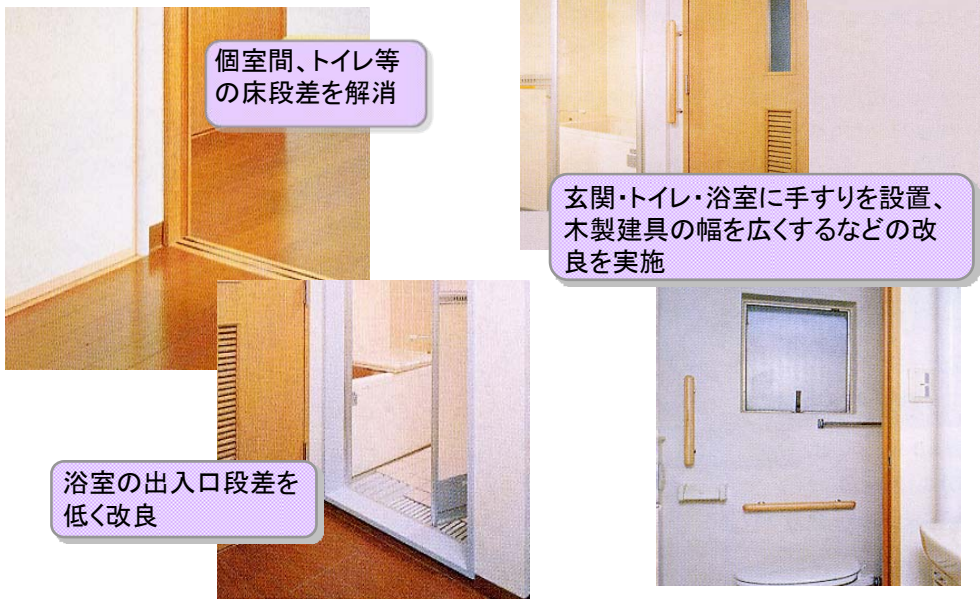 個室間、トイレ等
の床段差を解消
玄関・トイレ・浴室に手すりを設置、
木製建具の幅を広くするなどの改
良を実施
浴室の出入口段差を
低く改良